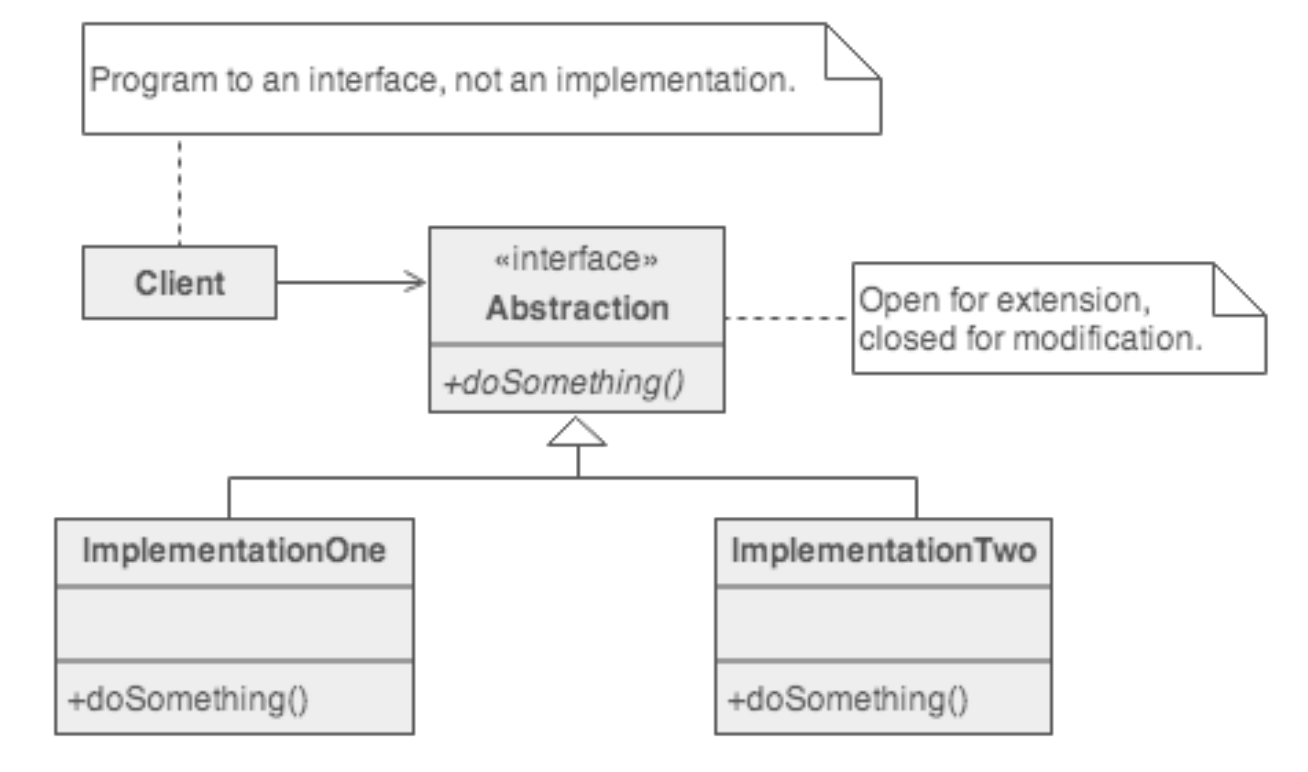 Program to an interface, not an implementation.
Client
«interface»
Abstraction
+doSomething()
Open for extension,
closed for modification.
ImplementationOne
+doSomething()
ImplementationTwo
+doSomething()